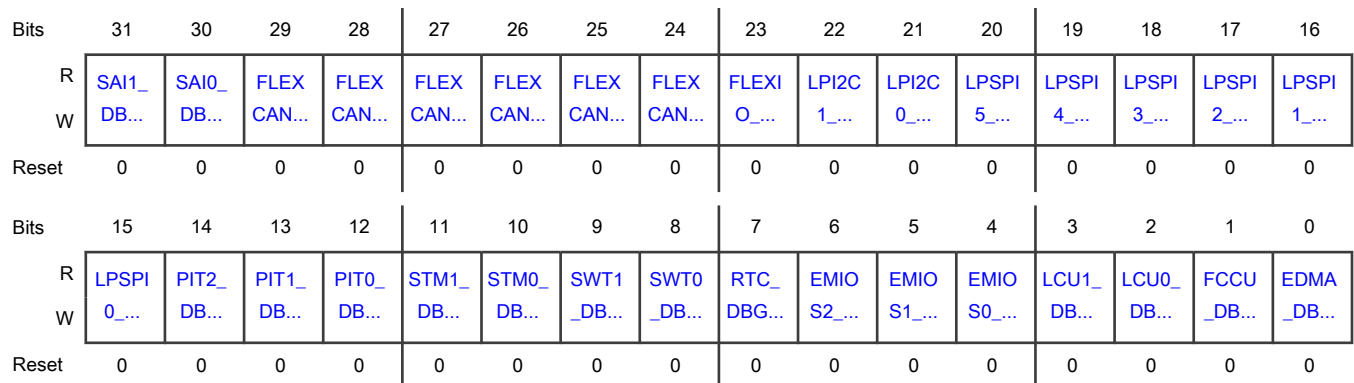 Bits 31 30 29 28 27 26 25 24 23 22 21 20 19 18 17 16
R SAI1_ SAI0_ FLEX FLEX FLEX FLEX FLEX FLEX FLEXI LPI2C LPI2C LPSPI LPSPI LPSPI LPSPI LPSPI
W DB... DB... CAN... CAN... CAN... CAN... CAN... CAN... O_... 1_... 0_... 5_... 4_... 3_... 2_... 1_...
Reset 0 0 0 0 0 0 0 0 0 0 0 0 0 0 0 0
Bits 15 14 13 12 11 10 9 8 7 6 5 4 3 2 1 0
R LPSPI PIT2_ PIT1_ PIT0_ STM1_ STM0_ SWT1 SWT0 RTC_ EMIO EMIO EMIO LCU1_ LCU0_ FCCU EDMA
W 0_... DB... DB... DB... DB... DB... _DB... _DB... DBG... S2_... S1_... S0_... DB... DB... _DB... _DB...
Reset 0 0 0 0 0 0 0 0 0 0 0 0 0 0 0 0